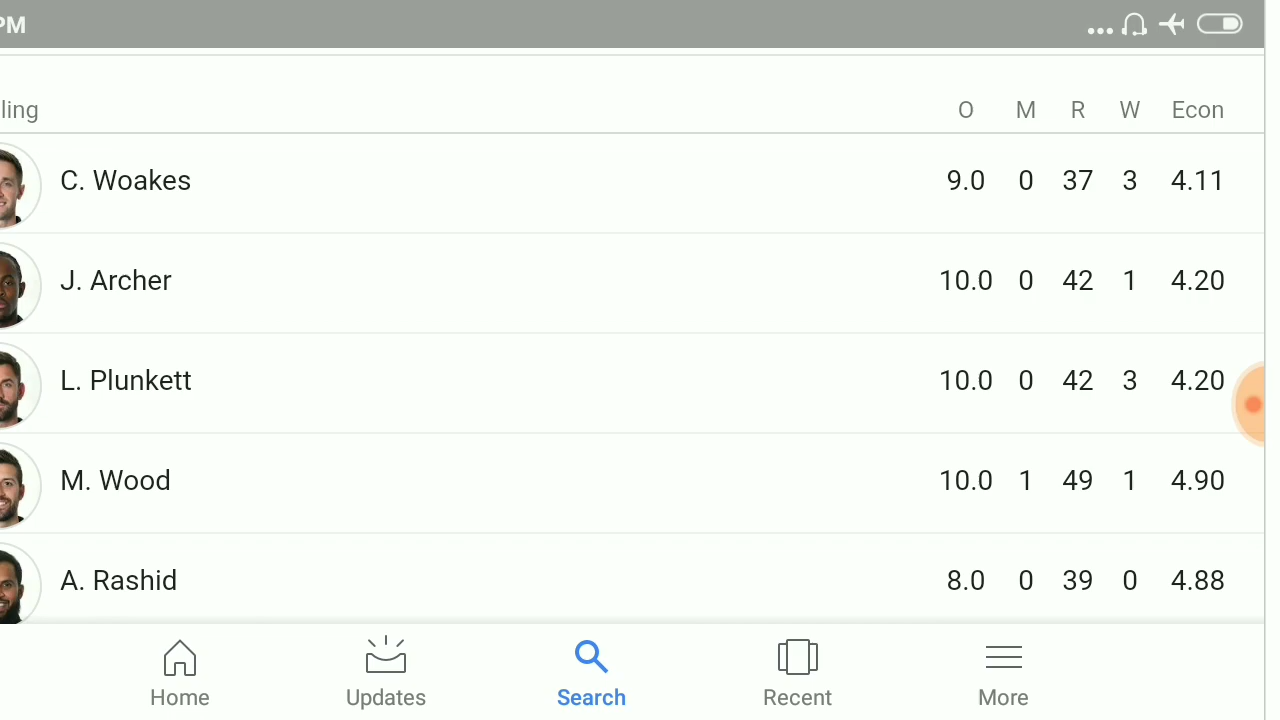 PM
ling O M R W Econ
C. Woakes 9.0 0 37 3 4.11
J. Archer 10.0 0 42 1 4.20
L. Plunkett 10.0 0 42 3 4.20
M. Wood 10.0 1 49 1 4.90
A. Rashid 8.0 0 39 0 4.88
Home Updates Search Recent More